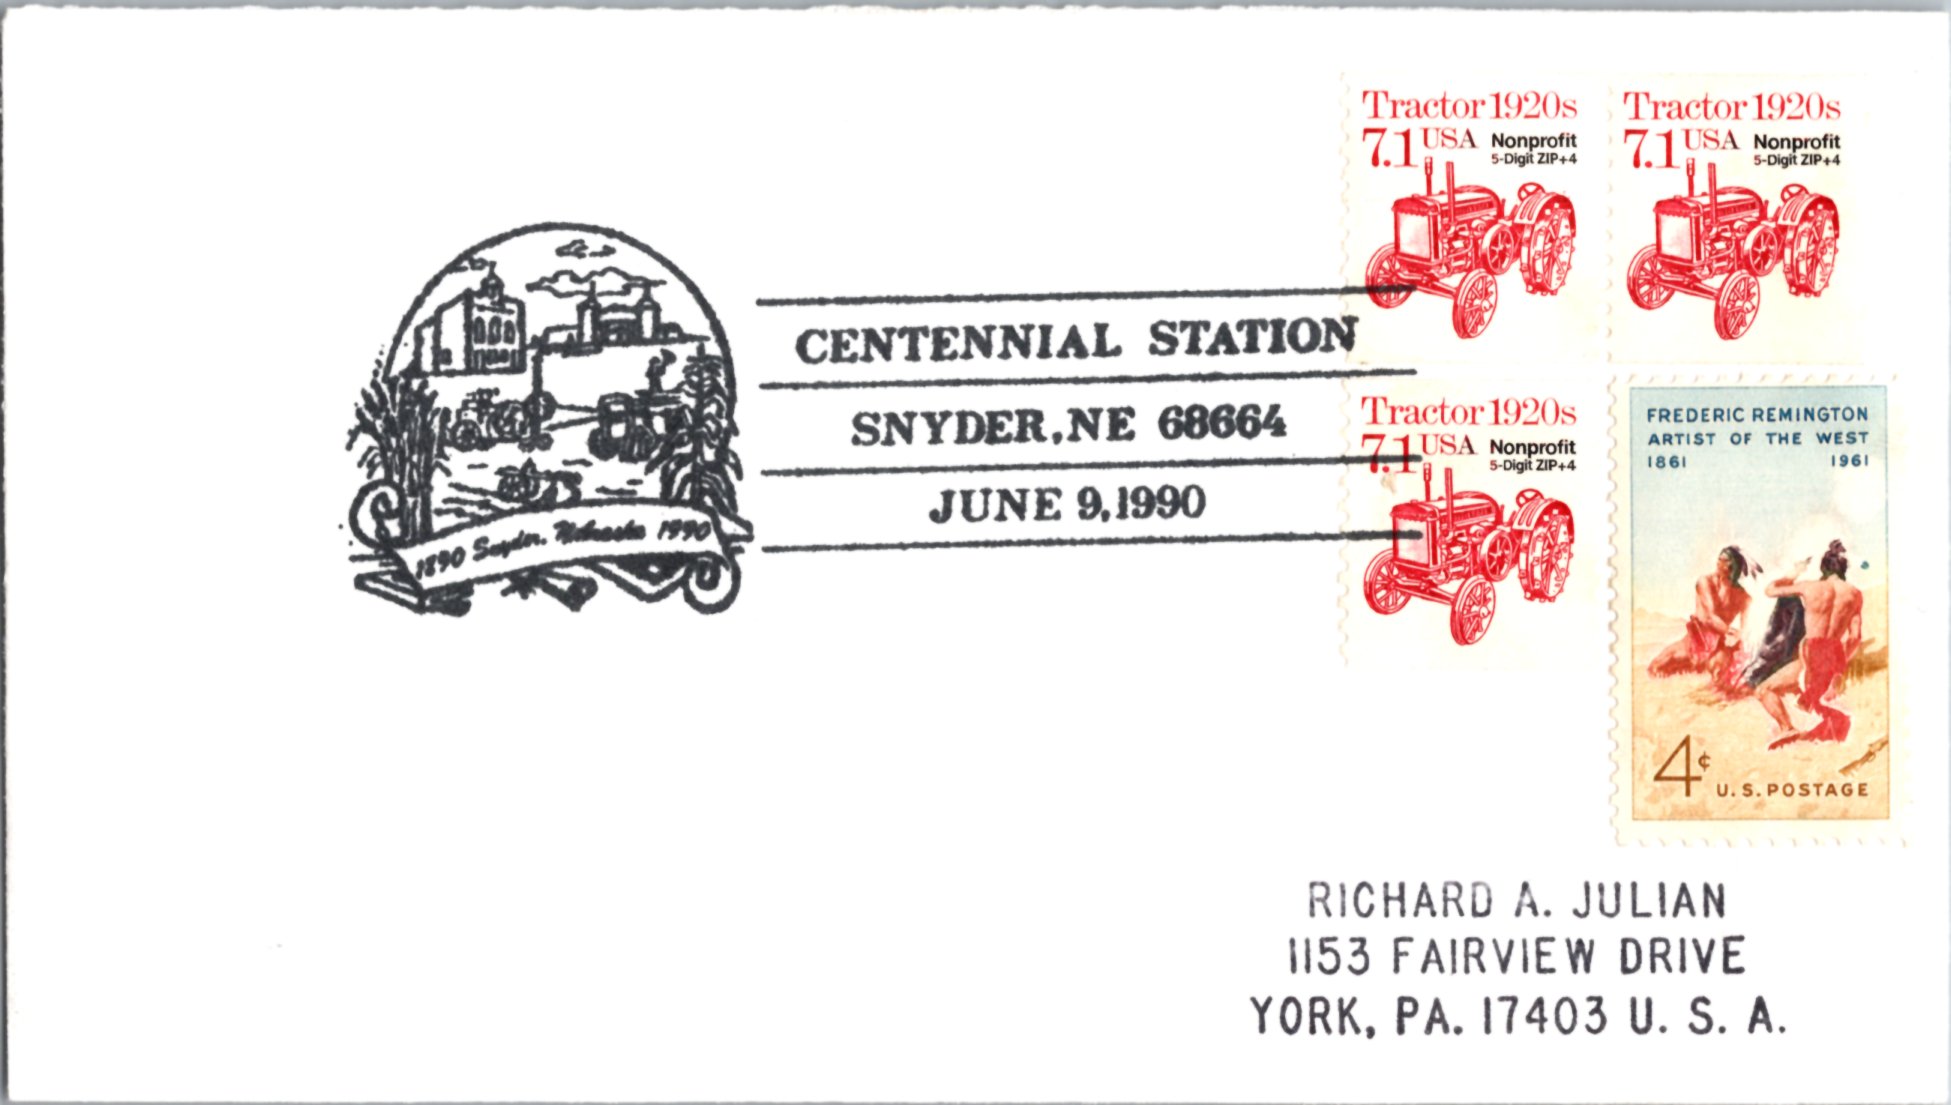 Tractor 1920s
7.1 USA Nonprofit
5-Digit ZIP+4
Tractor 1920s
7.1 USA Nonprofit
5-Digit ZIP+4
CENTENNIAL STATION
SNYDER, NE 68664
JUNE 9, 1990
1890 Snyder, Nebraska 1990
Tractor 1920s
7.1 USA Nonprofit
5-Digit ZIP+4
FREDERIC REMINGTON
ARTIST OF THE WEST
1861 1961
4¢ U.S. POSTAGE
RICHARD A. JULIAN
1153 FAIRVIEW DRIVE
YORK, PA. 17403 U. S. A.